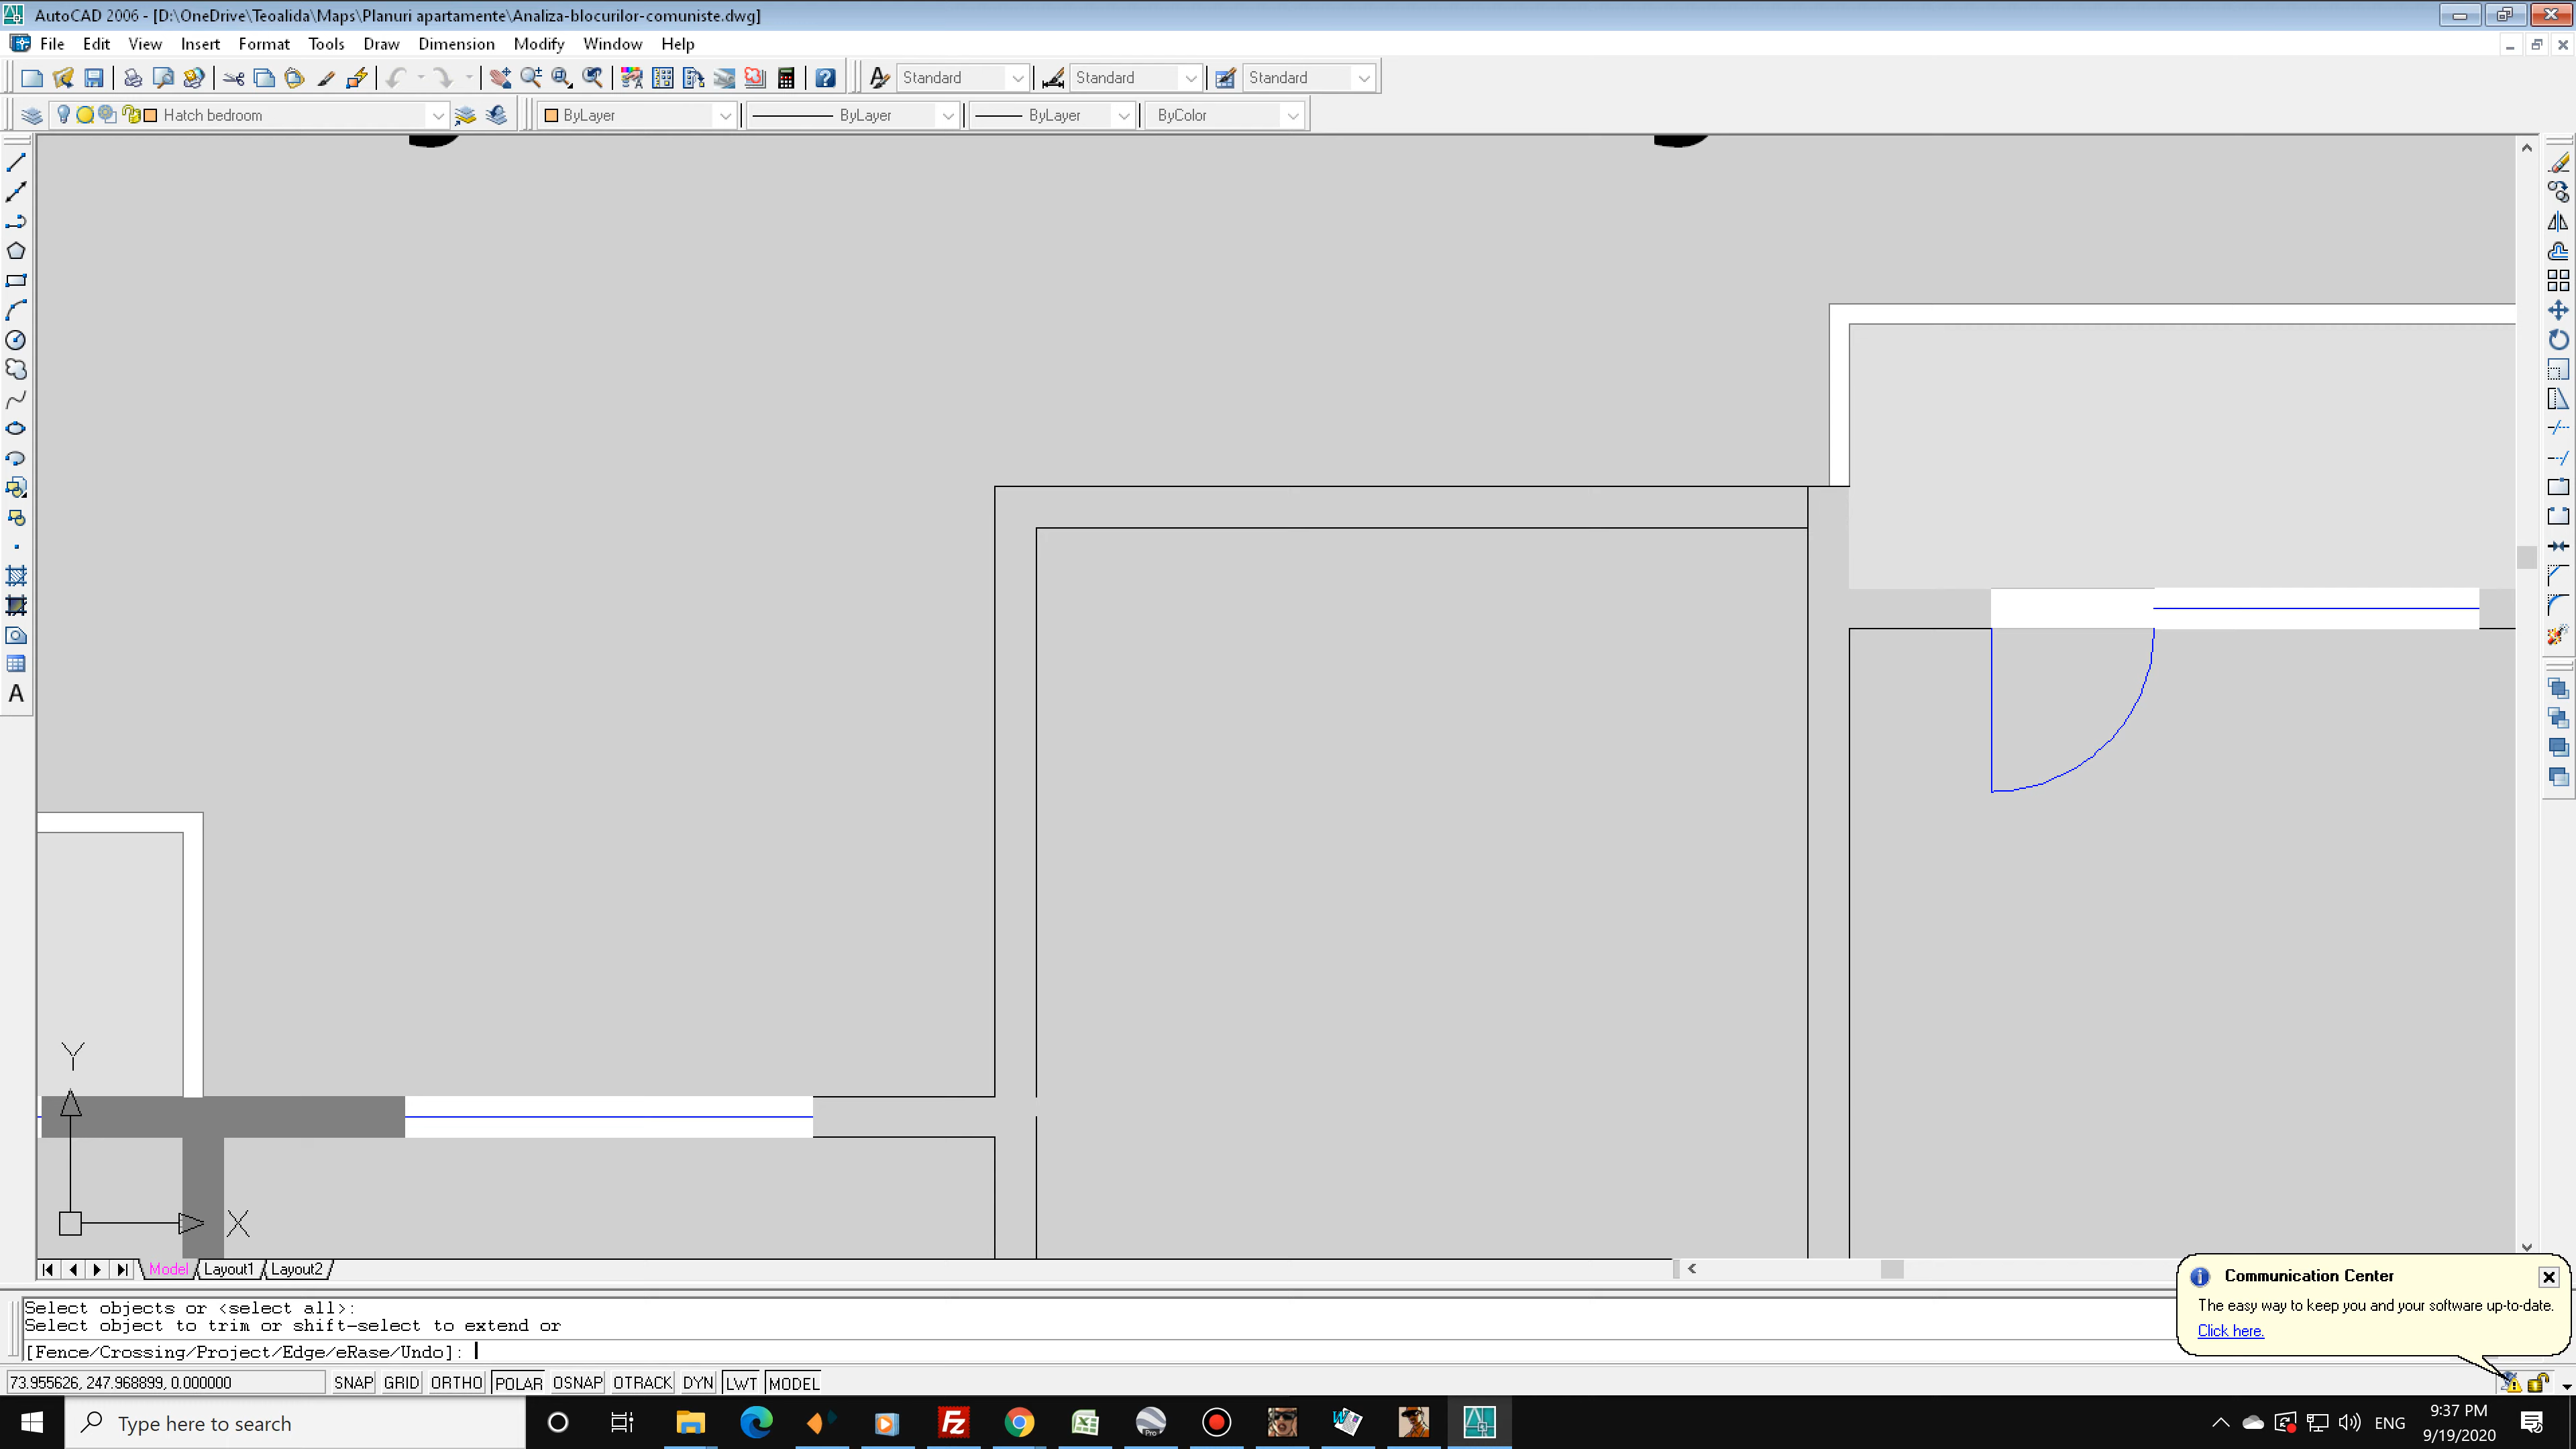 AutoCAD 2006 - [D:\OneDrive\Teoalida\Maps\Planuri apartamente\Analiza-blocurilor-comuniste.dwg]
File Edit View Insert Format Tools Draw Dimension Modify Window Help
Standard Standard Standard
Hatch bedroom ByLayer ByLayer ByLayer ByColor
A
Y
X
Model Layout1 Layout2
Communication Center
The easy way to keep you and your software up-to-date.
Click here.
Select objects or <select all>:
Select object to trim or shift-select to extend or
[Fence/Crossing/Project/Edge/eRase/Undo]:
73.955626, 247.968899, 0.000000 SNAP GRID ORTHO POLAR OSNAP OTRACK DYN LWT MODEL
Type here to search
Fz
Pro
ENG
9:37 PM
9/19/2020